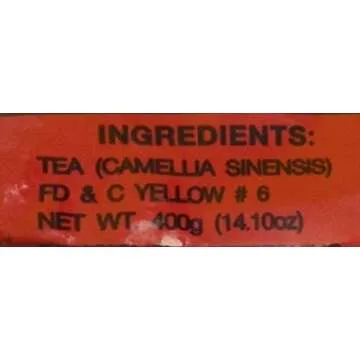 INGREDIENTS:
TEA (CAMELLIA SINENSIS)
FD & C YELLOW # 6
NET WT. 400g (14.10oz)